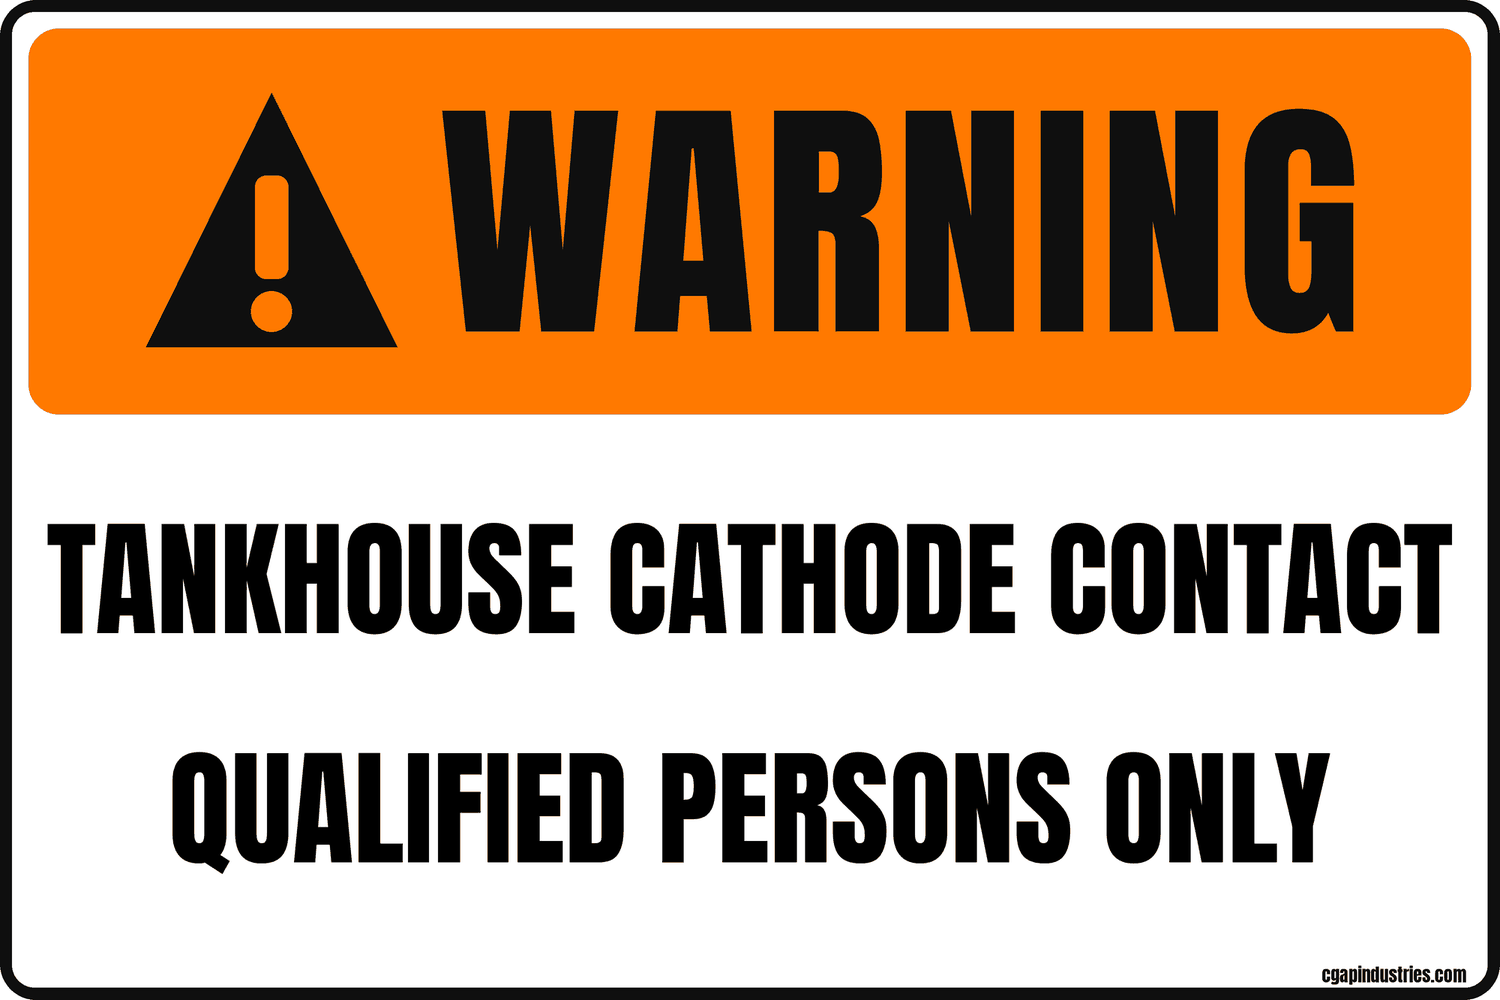 WARNING
TANKHOUSE CATHODE CONTACT
QUALIFIED PERSONS ONLY
cgapindustries.com